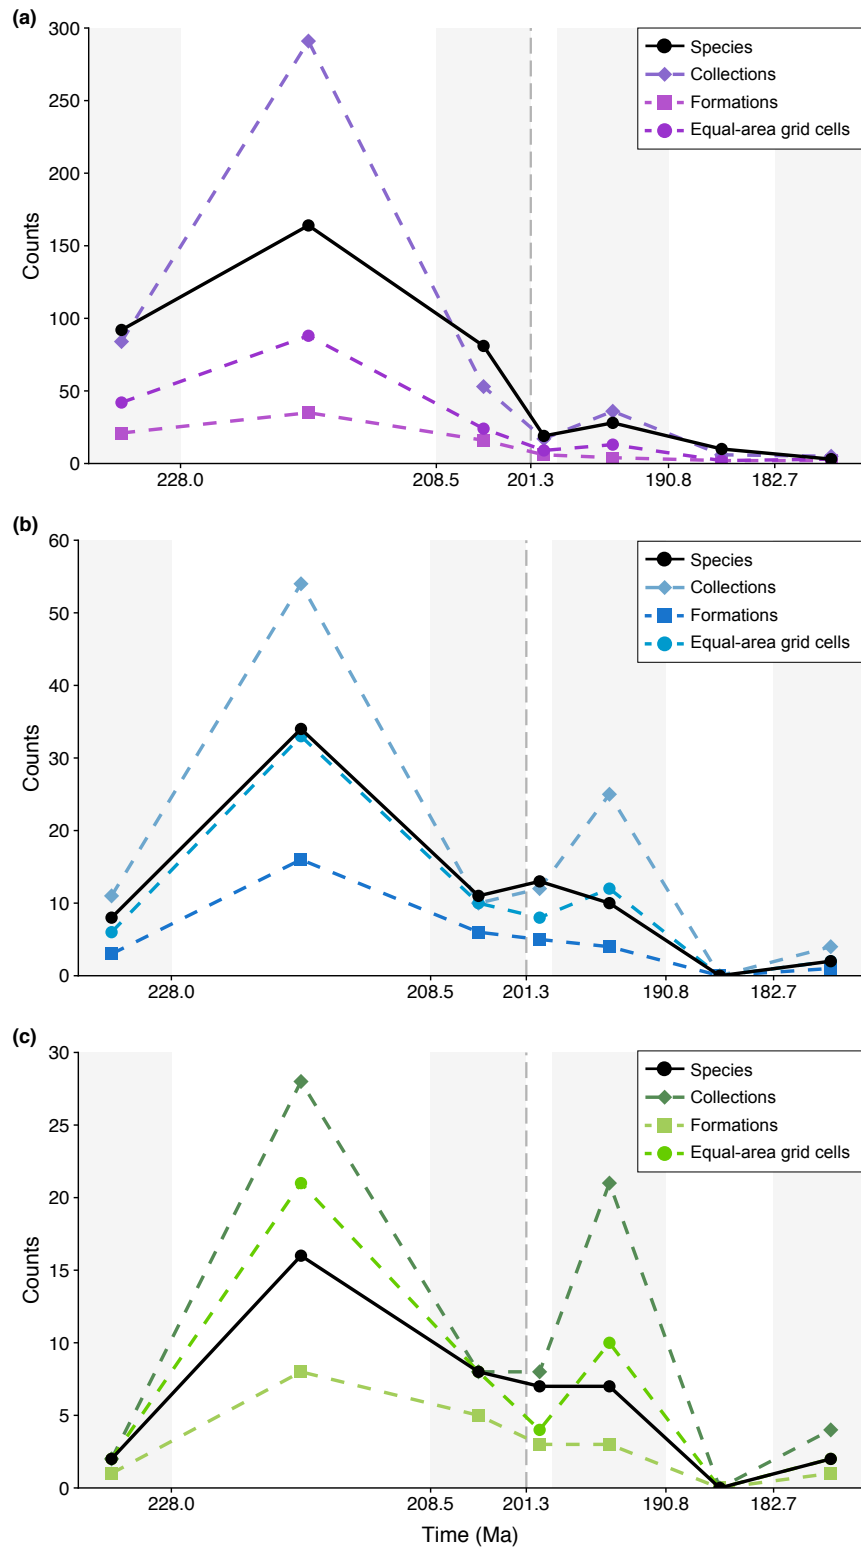 (a)
300
250
200
150
100
50
0
Counts
Species
Collections
Formations
Equal-area grid cells
228.0 208.5 201.3 190.8 182.7
(b)
60
50
40
30
20
10
0
Counts
Species
Collections
Formations
Equal-area grid cells
228.0 208.5 201.3 190.8 182.7
(c)
30
25
20
15
10
5
0
Counts
Species
Collections
Formations
Equal-area grid cells
228.0 208.5 201.3 190.8 182.7
Time (Ma)